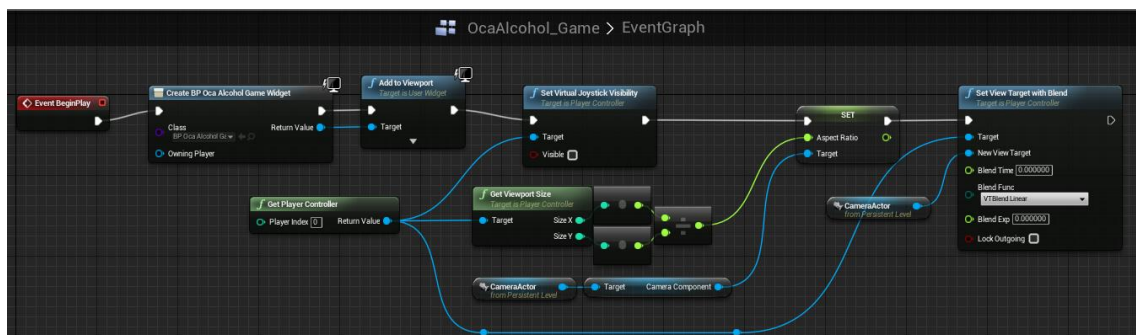 OcaAlcohol_Game > EventGraph
Event BeginPlay
Create BP Oca Alcohol Game Widget
Class
BP Oca Alcohol Ga
Return Value
Owning Player
f Add to Viewport
Target is User Widget
Target
f Set Virtual Joystick Visibility
Target is Player Controller
Target
Visible
SET
Aspect Ratio
Target
f Set View Target with Blend
Target is Player Controller
Target
New View Target
Blend Time 0.000000
Blend Func
VTBlend Linear
Blend Exp 0.000000
Lock Outgoing
f Get Player Controller
Player Index 0
Return Value
f Get Viewport Size
Target is Player Controller
Target
Size X
Size Y
CameraActor
from Persistent Level
Target
Camera Component
CameraActor
from Persistent Level